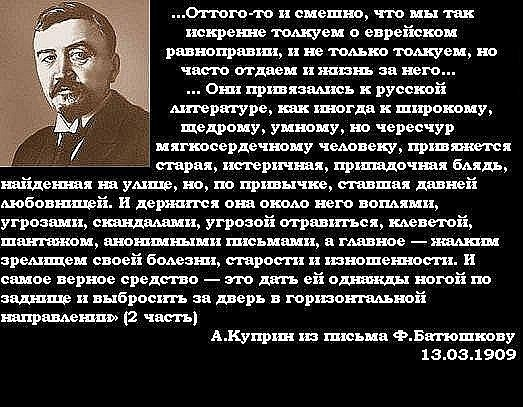 ...Оттого-то и смешно, что мы так
искренне толкуем о еврейском
равноправии, и не только толкуем, но
часто отдаем и жизнь за него...
... Они привязались к русской
литературе, как иногда к широкому,
щедрому, умному, но чересчур
мягкосердечному человеку, привяжется
старая, истеричная, припадочная блядь,
найденная на улице, но, по привычке, ставшая давней
любовницей. И держится она около него воплями,
угрозами, скандалами, угрозой отравиться, клеветой,
шантажом, анонимными письмами, а главное — жалким
зрелищем своей болезни, старости и изношенности. И
самое верное средство — это дать ей однажды ногой по
заднице и выбросить за дверь в горизонтальной
направлении» (2 часть)
А.Куприн из письма Ф.Батюшкову
13.03.1909